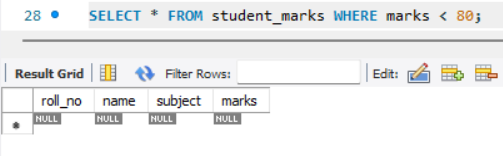 28 SELECT * FROM student_marks WHERE marks < 80;
Result Grid Filter Rows: Edit:
roll_no name subject marks
NULL NULL NULL NULL